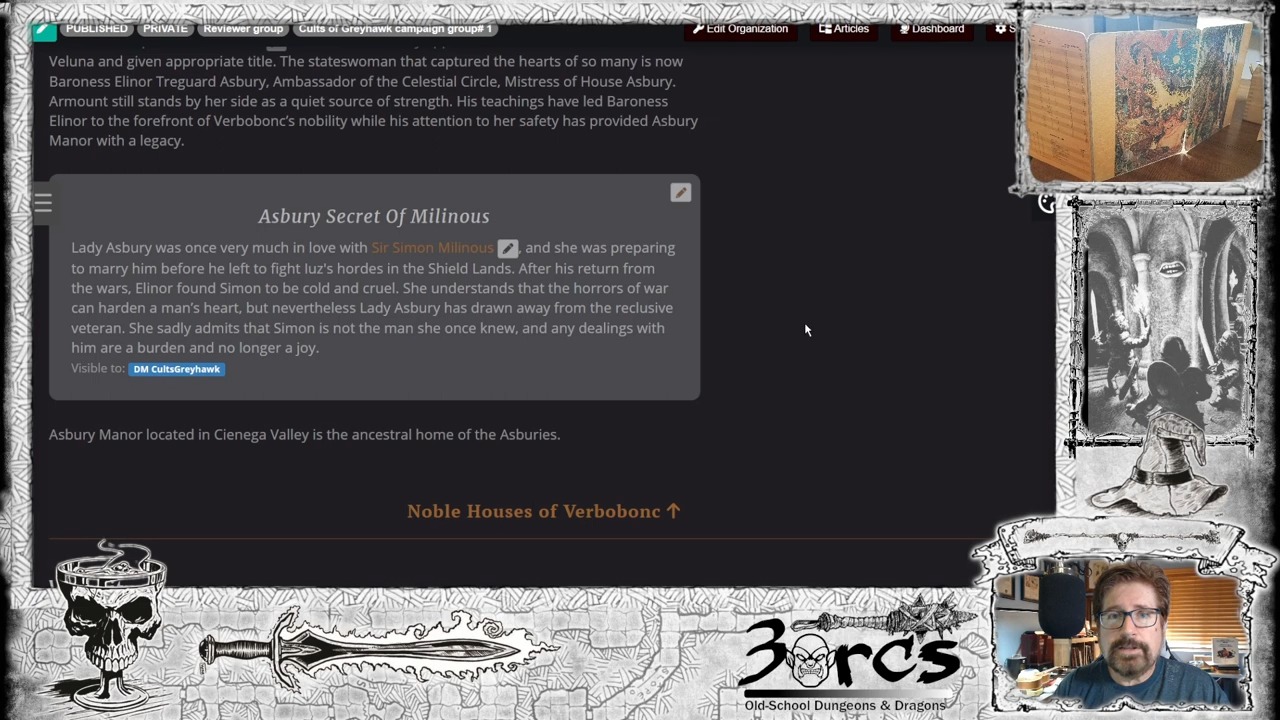 PUBLISHED PRIVATE Reviewer group Cults of Greyhawk campaign group# 1 Edit Organization Articles Dashboard S
Veluna and given appropriate title. The stateswoman that captured the hearts of so many is now
Baroness Elinor Treguard Asbury, Ambassador of the Celestial Circle, Mistress of House Asbury.
Armount still stands by her side as a quiet source of strength. His teachings have led Baroness
Elinor to the forefront of Verbobonc's nobility while his attention to her safety has provided Asbury
Manor with a legacy.
Asbury Secret Of Milinous
Lady Asbury was once very much in love with Sir Simon Milinous , and she was preparing
to marry him before he left to fight Iuz's hordes in the Shield Lands. After his return from
the wars, Elinor found Simon to be cold and cruel. She understands that the horrors of war
can harden a man's heart, but nevertheless Lady Asbury has drawn away from the reclusive
veteran. She sadly admits that Simon is not the man she once knew, and any dealings with
him are a burden and no longer a joy.
Visible to: DM CultsGreyhawk
Asbury Manor located in Cienega Valley is the ancestral home of the Asburies.
Noble Houses of Verbobonc ↑
3 orcs
Old-School Dungeons & Dragons